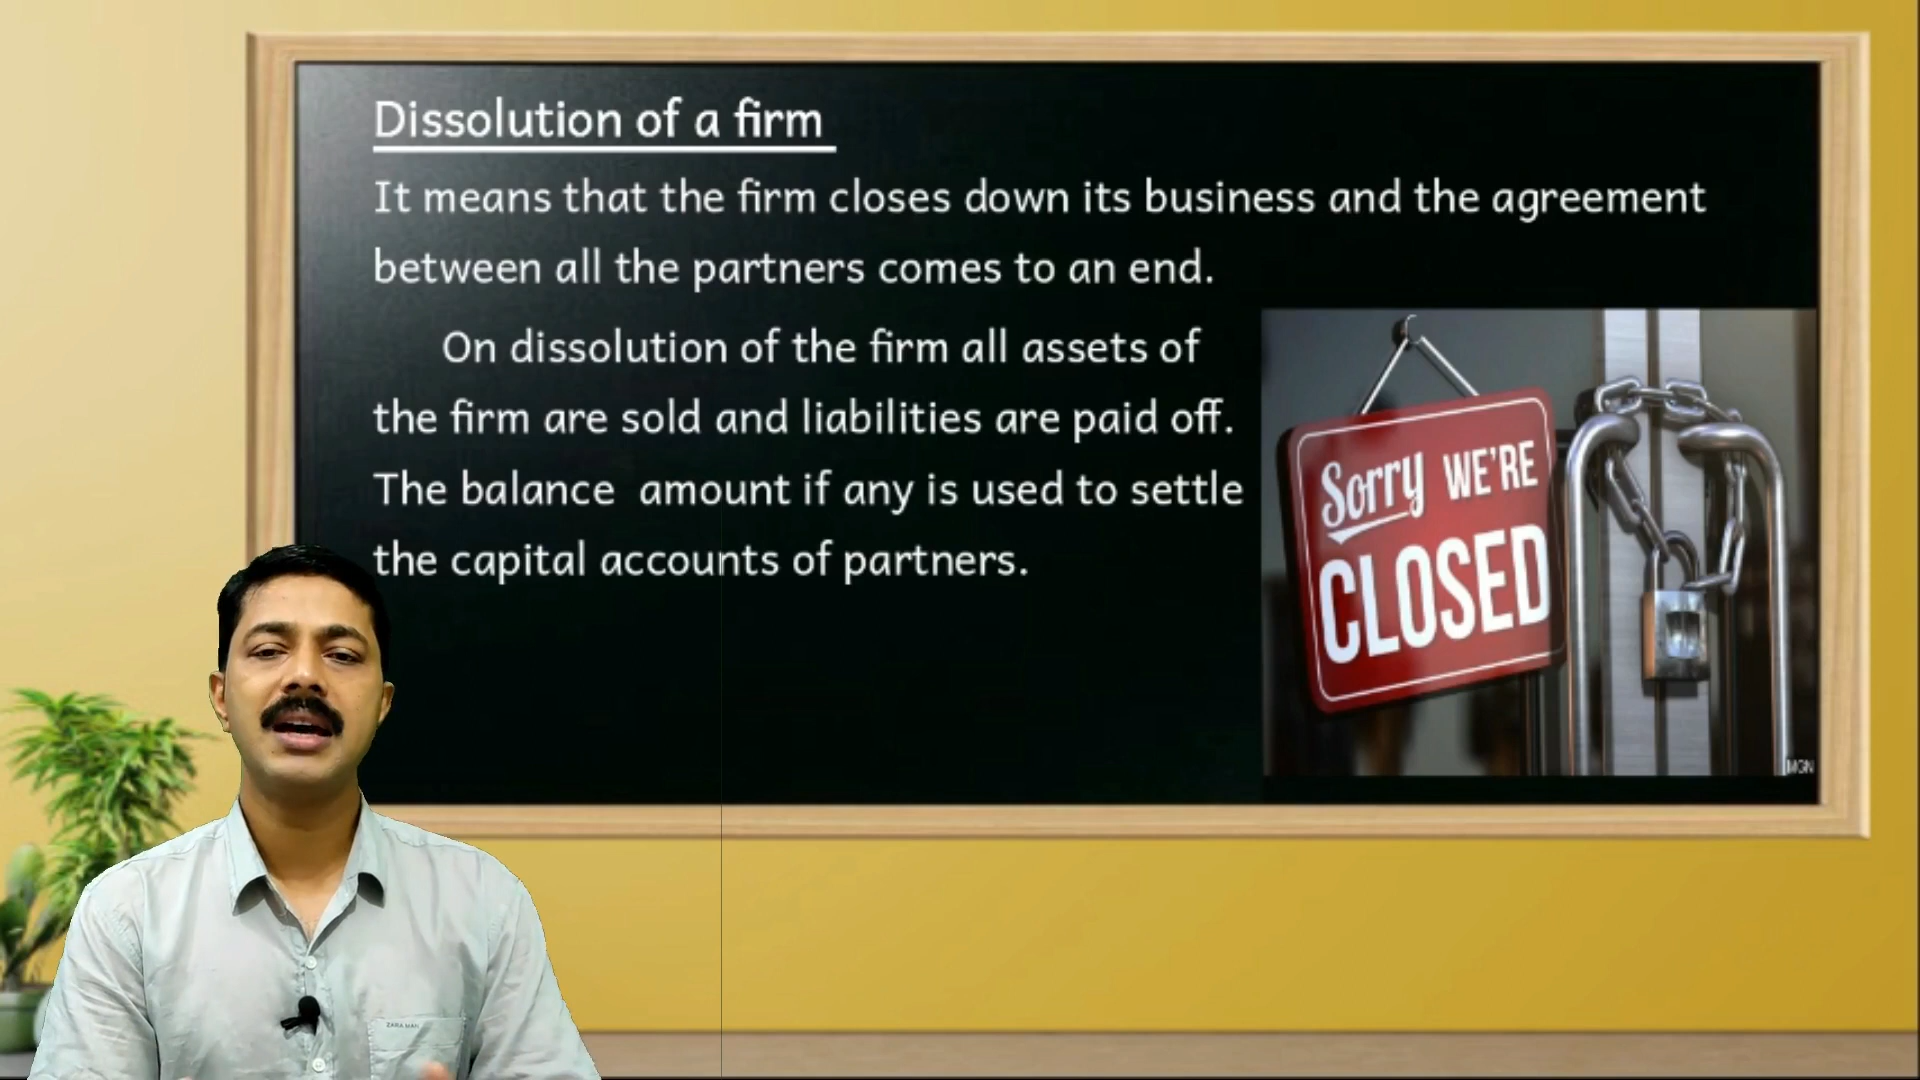 Dissolution of a firm
It means that the firm closes down its business and the agreement
between all the partners comes to an end.
On dissolution of the firm all assets of
the firm are sold and liabilities are paid off.
The balance amount if any is used to settle
the capital accounts of partners.
Sorry WE'RE
CLOSED
MGN
ZARA MAN